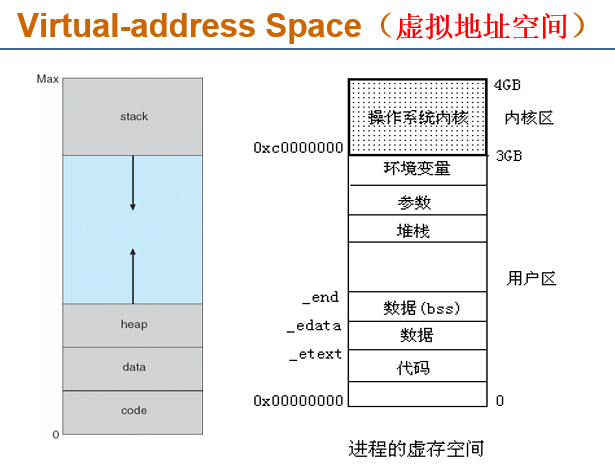 Virtual-address Space（虚拟地址空间）
Max
stack
heap
data
code
0
4GB
操作系统内核
内核区
0xc0000000
3GB
环境变量
参数
堆栈
用户区
_end
数据(bss)
_edata
数据
_etext
代码
0x00000000
0
进程的虚存空间